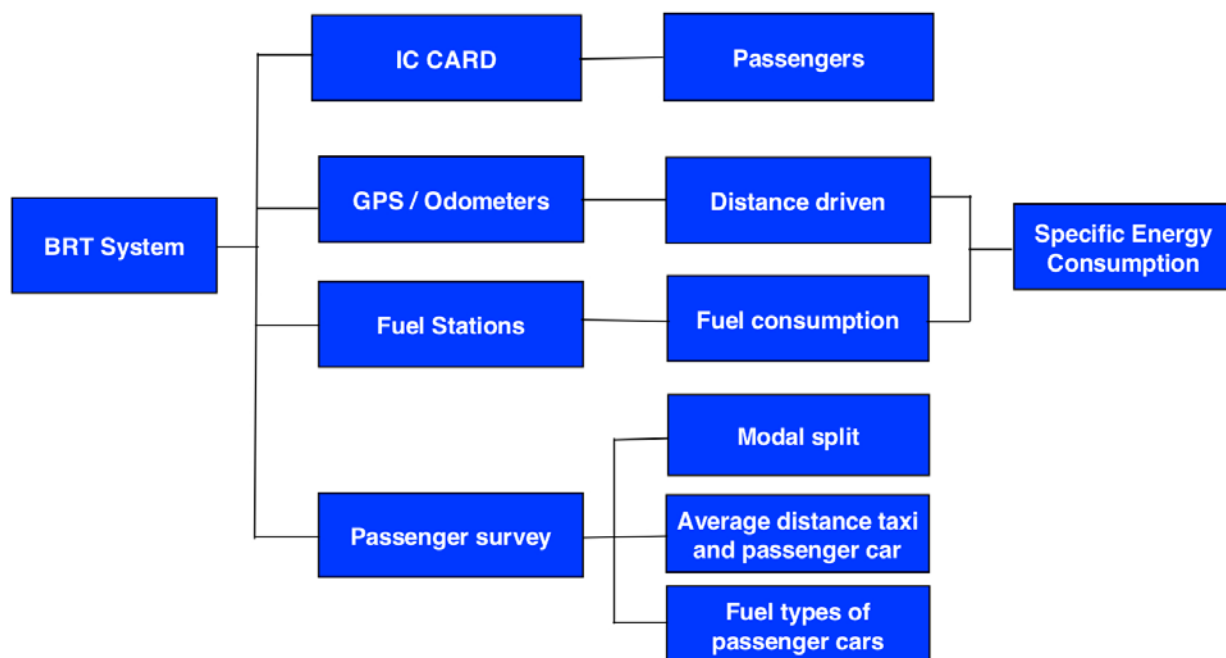 IC CARD
Passengers
GPS / Odometers
Distance driven
BRT System
Specific Energy
Consumption
Fuel Stations
Fuel consumption
Modal split
Passenger survey
Average distance taxi
and passenger car
Fuel types of
passenger cars